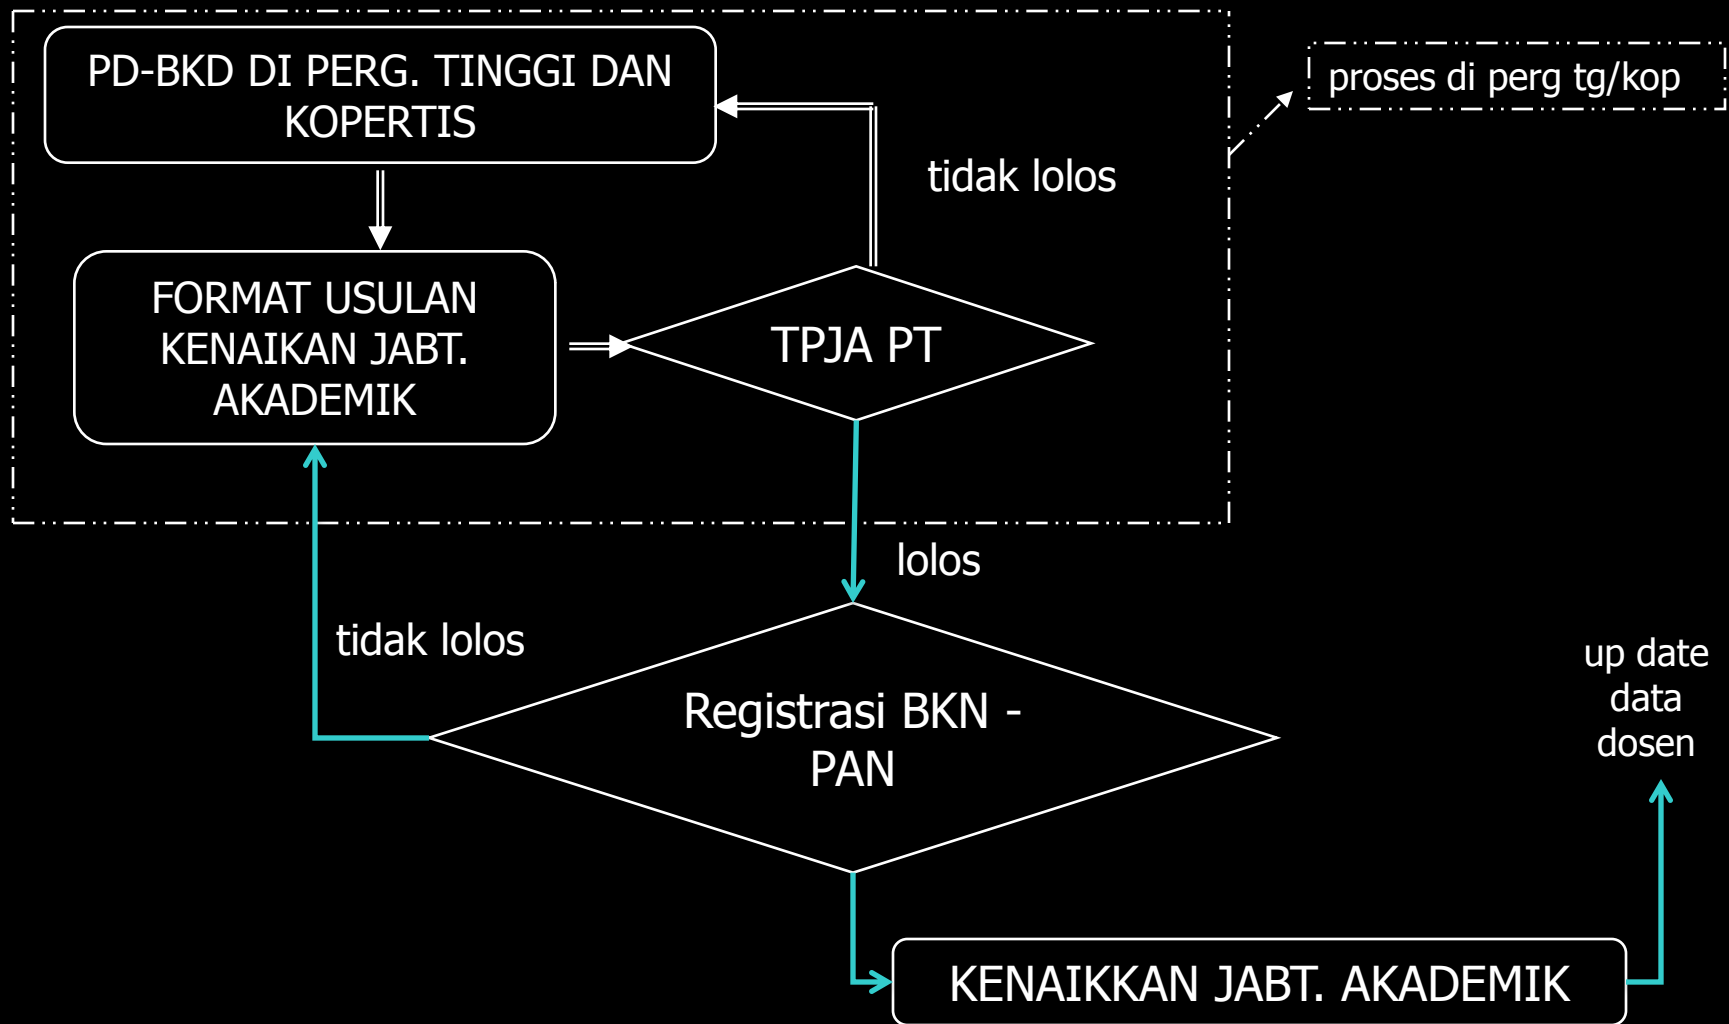 PD-BKD DI PERG. TINGGI DAN
KOPERTIS
proses di perg tg/kop
tidak lolos
FORMAT USULAN
KENAIKAN JABT.
AKADEMIK
TPJA PT
lolos
tidak lolos
Registrasi BKN -
PAN
up date
data
dosen
KENAIKKAN JABT. AKADEMIK